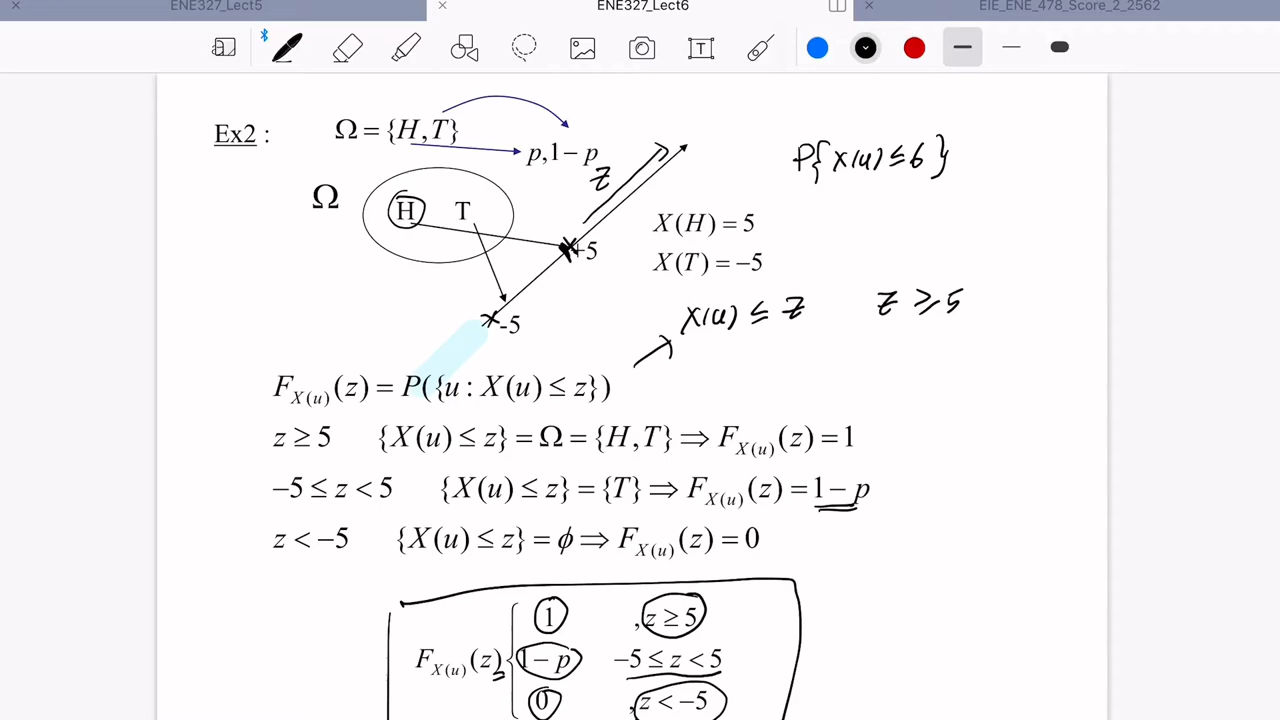 ENE327_Lect5
ENE327_Lect6
EIE_ENE_478_Score_2_2562
Ex2 : Ω = {H,T}
p,1− p
P{X(u) ≤ 6}
z
Ω H T
+5
X(H) = 5
X(T) = −5
-5
X(u) ≤ z z ≥ 5
F_{X(u)}(z) = P({u : X(u) ≤ z})
z ≥ 5 {X(u) ≤ z} = Ω = {H,T} ⇒ F_{X(u)}(z) = 1
−5 ≤ z < 5 {X(u) ≤ z} = {T} ⇒ F_{X(u)}(z) = 1− p
z < −5 {X(u) ≤ z} = ϕ ⇒ F_{X(u)}(z) = 0
1 , z ≥ 5
F_{X(u)}(z) { 1− p −5 ≤ z < 5
0 , z < −5